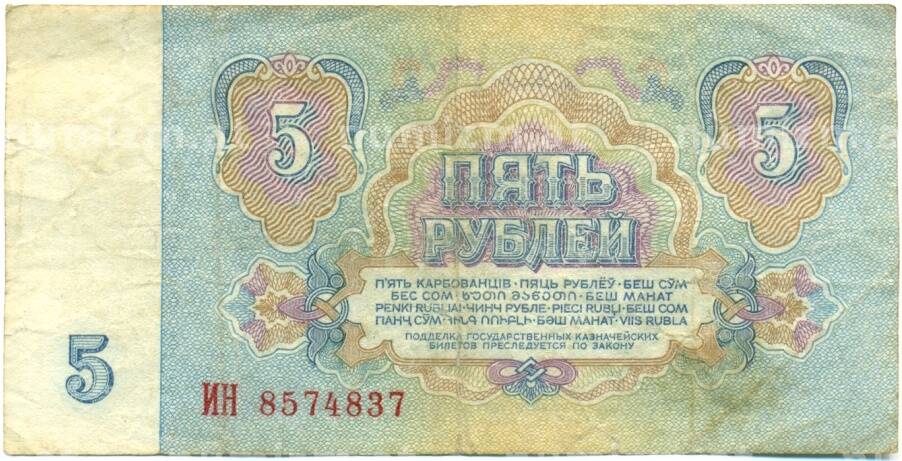 5 5
ПЯТЬ
РУБЛЕЙ
П'ЯТЬ КАРБОВАНЦІВ · ПЯЦЬ РУБЛЁЎ · БЕШ СЎМ
БЕС СОМ · ხუთი მანეთი · БЕШ МАНАТ
PENKI RUBLIAI · ЧИНЧ РУБЛЕ · PIECI RUBĻI · БЕШ СОМ
ПАНҶ СЎМ · ՀԻՆԳ ՌՈՒԲԼԻ · БӘШ МАНАТ · VIIS RUBLA
ПОДДЕЛКА ГОСУДАРСТВЕННЫХ КАЗНАЧЕЙСКИХ
БИЛЕТОВ ПРЕСЛЕДУЕТСЯ ПО ЗАКОНУ
5
ИН 8574837